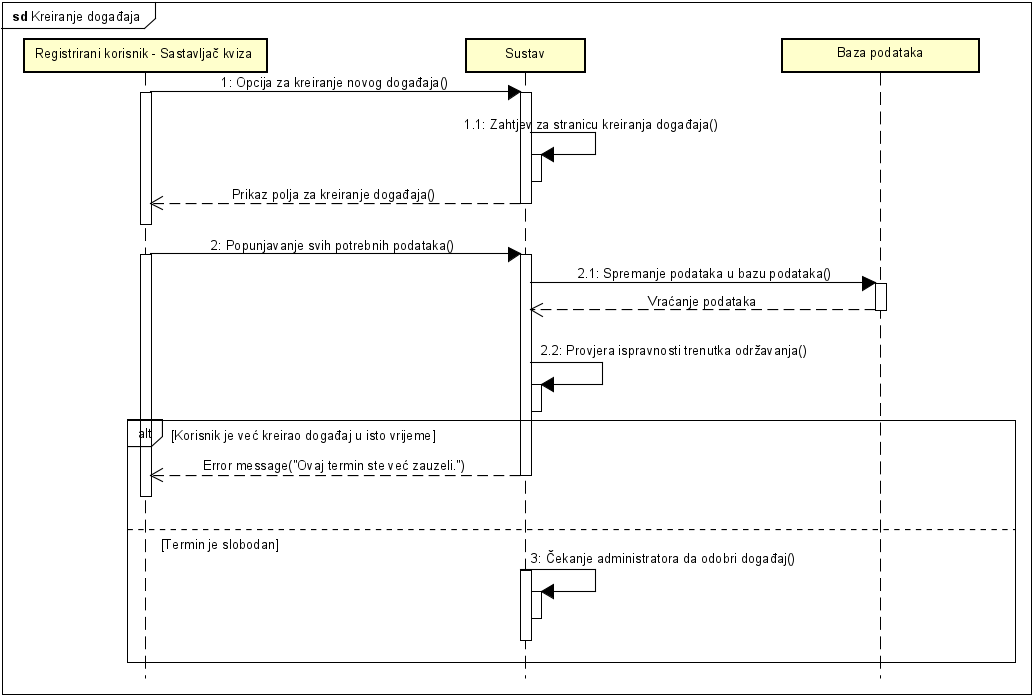 sd Kreiranje događaja
Registrirani korisnik - Sastavljač kviza
Sustav
Baza podataka
1: Opcija za kreiranje novog događaja()
1.1: Zahtjev za stranicu kreiranja događaja()
Prikaz polja za kreiranje događaja()
2: Popunjavanje svih potrebnih podataka()
2.1: Spremanje podataka u bazu podataka()
Vraćanje podataka
2.2: Provjera ispravnosti trenutka održavanja()
alt
[Korisnik je već kreirao događaj u isto vrijeme]
Error message("Ovaj termin ste već zauzeli.")
[Termin je slobodan]
3: Čekanje administratora da odobri događaj()